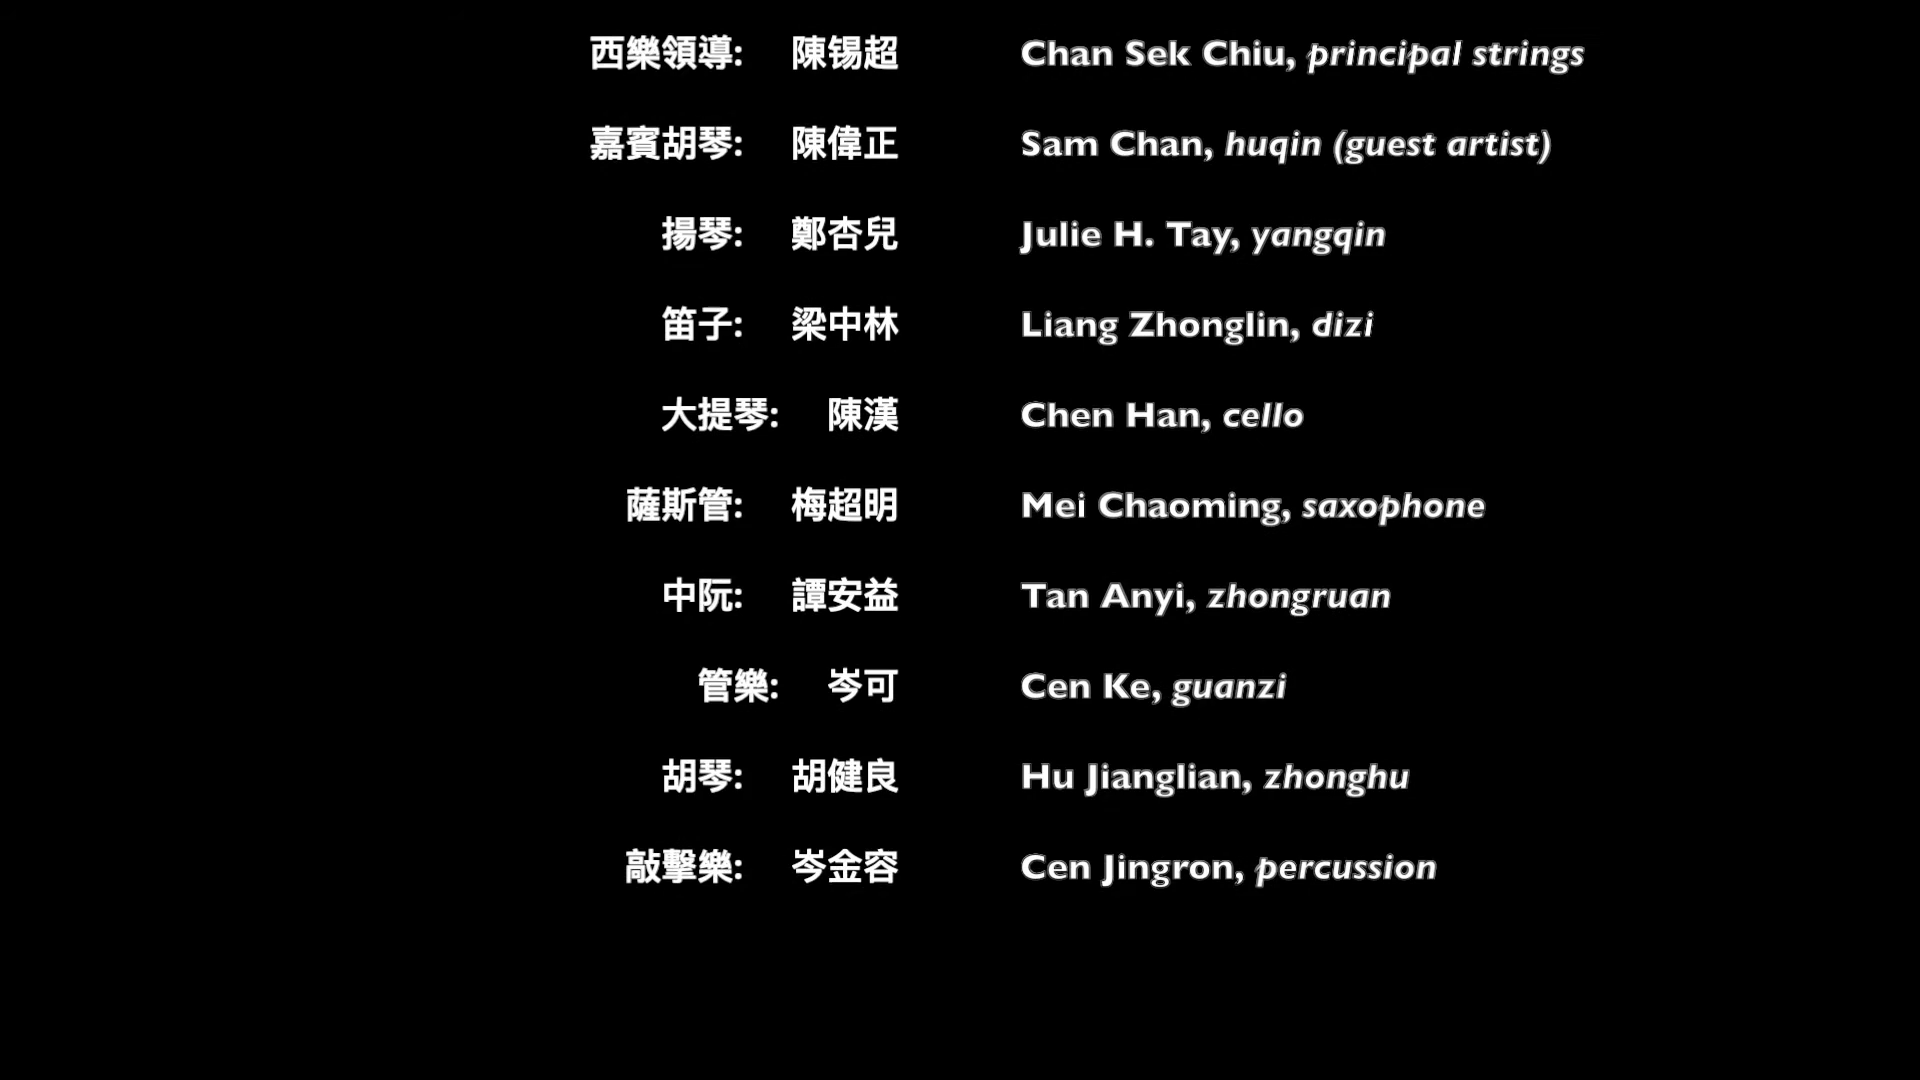 西樂領導: 陳锡超 Chan Sek Chiu, principal strings
嘉賓胡琴: 陳偉正 Sam Chan, huqin (guest artist)
揚琴: 鄭杏兒 Julie H. Tay, yangqin
笛子: 梁中林 Liang Zhonglin, dizi
大提琴: 陳漢 Chen Han, cello
薩斯管: 梅超明 Mei Chaoming, saxophone
中阮: 譚安益 Tan Anyi, zhongruan
管樂: 岑可 Cen Ke, guanzi
胡琴: 胡健良 Hu Jianglian, zhonghu
敲擊樂: 岑金容 Cen Jingron, percussion